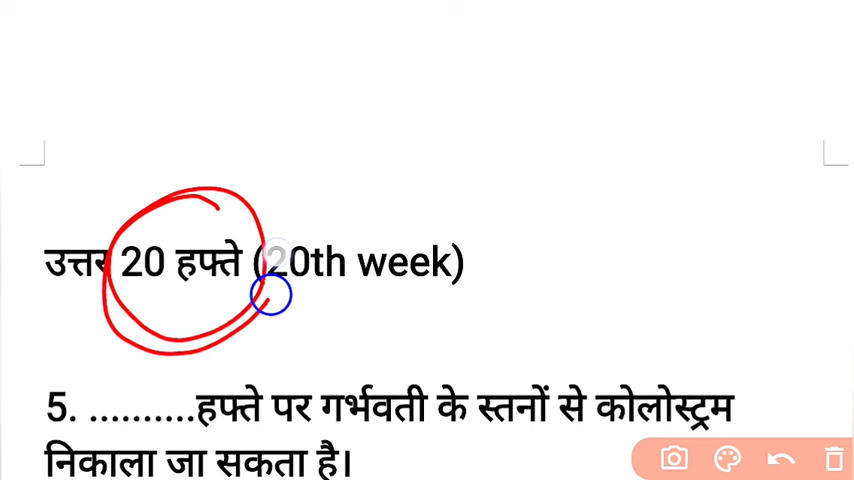 उत्तर 20 हफ्ते (20th week)
5. ..........हफ्ते पर गर्भवती के स्तनों से कोलोस्ट्रम
निकाला जा सकता है।